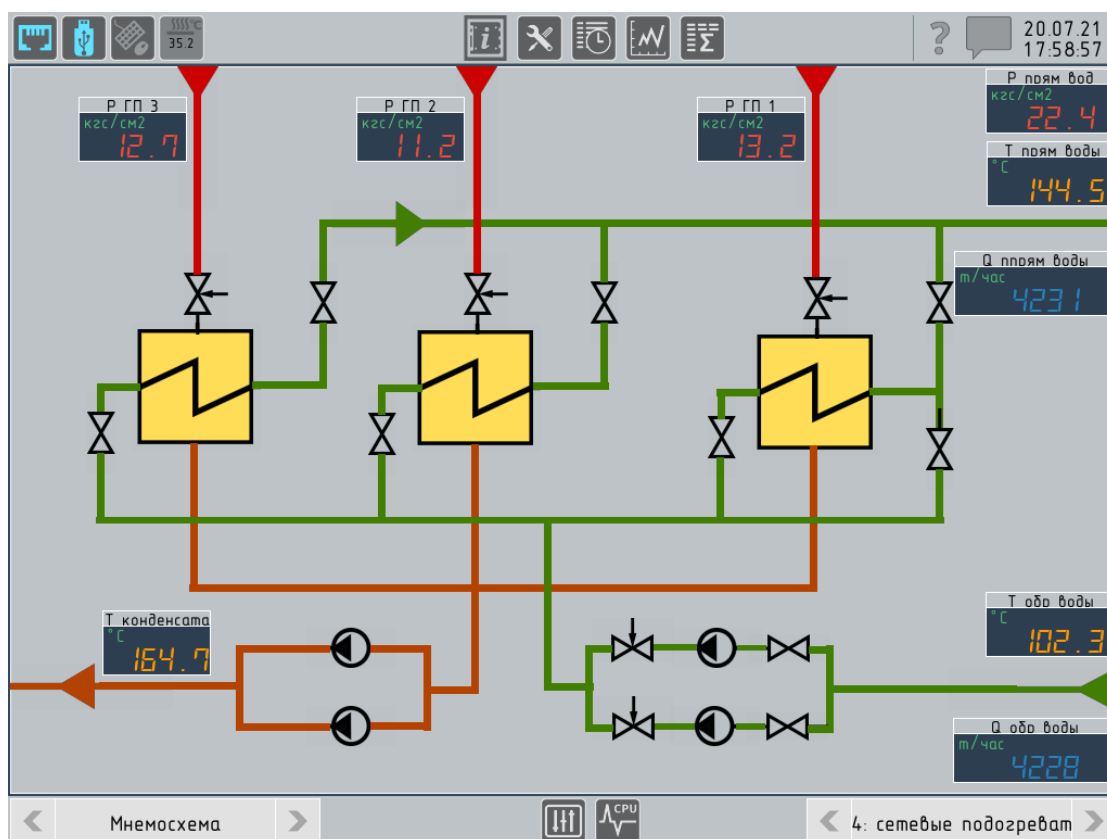 35.2
i
?
20.07.21
17:58:57
Р ГП 3
кгс/см2
12.7
Р ГП 2
кгс/см2
11.2
Р ГП 1
кгс/см2
13.2
Р прям вод
кгс/см2
22.4
Т прям воды
°C
144.5
Q ппрям воды
т/час
4231
Т конденсата
°C
164.7
Т обр воды
°C
102.3
Q обр воды
т/час
4228
Мнемосхема
CPU
4: сетевые подогреват